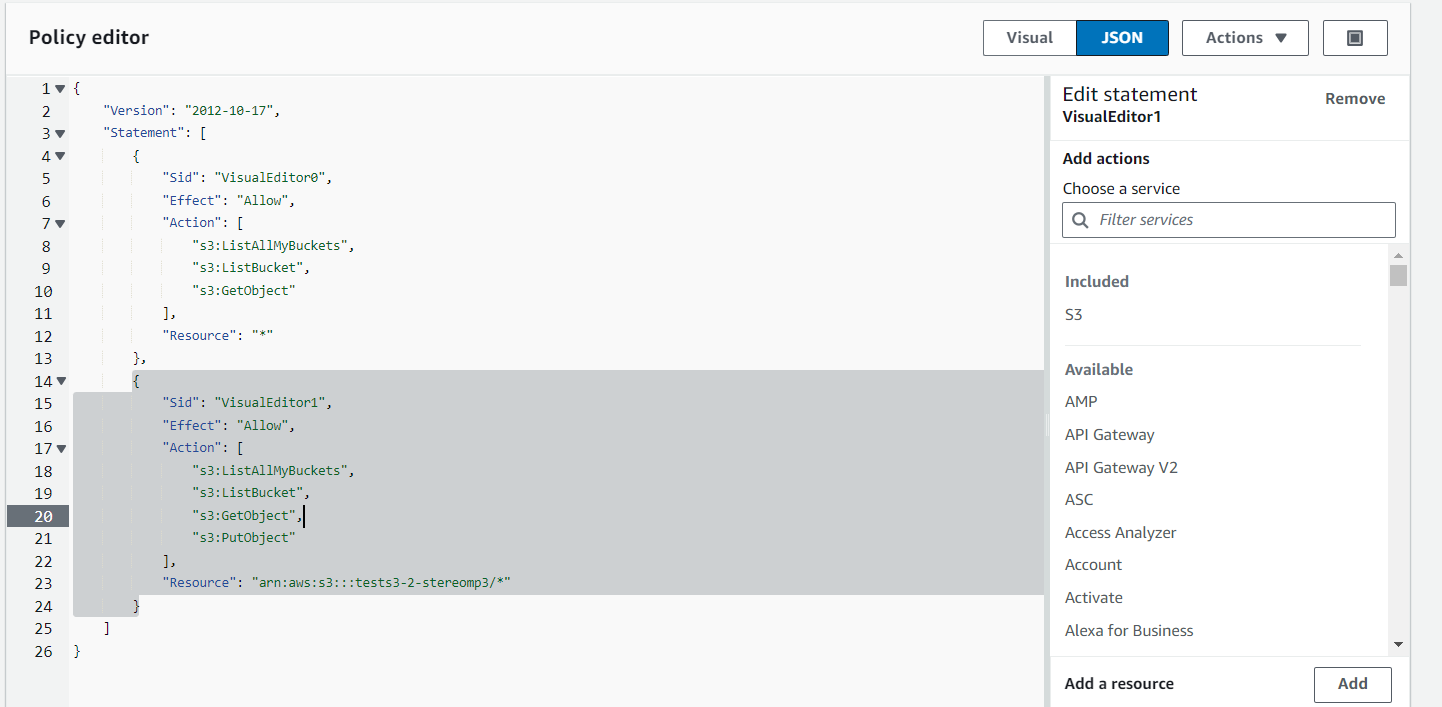 Policy editor
Visual
JSON
Actions ▼
1 {
2 "Version": "2012-10-17",
3 "Statement": [
4 {
5 "Sid": "VisualEditor0",
6 "Effect": "Allow",
7 "Action": [
8 "s3:ListAllMyBuckets",
9 "s3:ListBucket",
10 "s3:GetObject"
11 ],
12 "Resource": "*"
13 },
14 {
15 "Sid": "VisualEditor1",
16 "Effect": "Allow",
17 "Action": [
18 "s3:ListAllMyBuckets",
19 "s3:ListBucket",
20 "s3:GetObject",
21 "s3:PutObject"
22 ],
23 "Resource": "arn:aws:s3:::tests3-2-stereomp3/*"
24 }
25 ]
26 }
Edit statement
Remove
VisualEditor1
Add actions
Choose a service
Filter services
Included
S3
Available
AMP
API Gateway
API Gateway V2
ASC
Access Analyzer
Account
Activate
Alexa for Business
Add a resource
Add